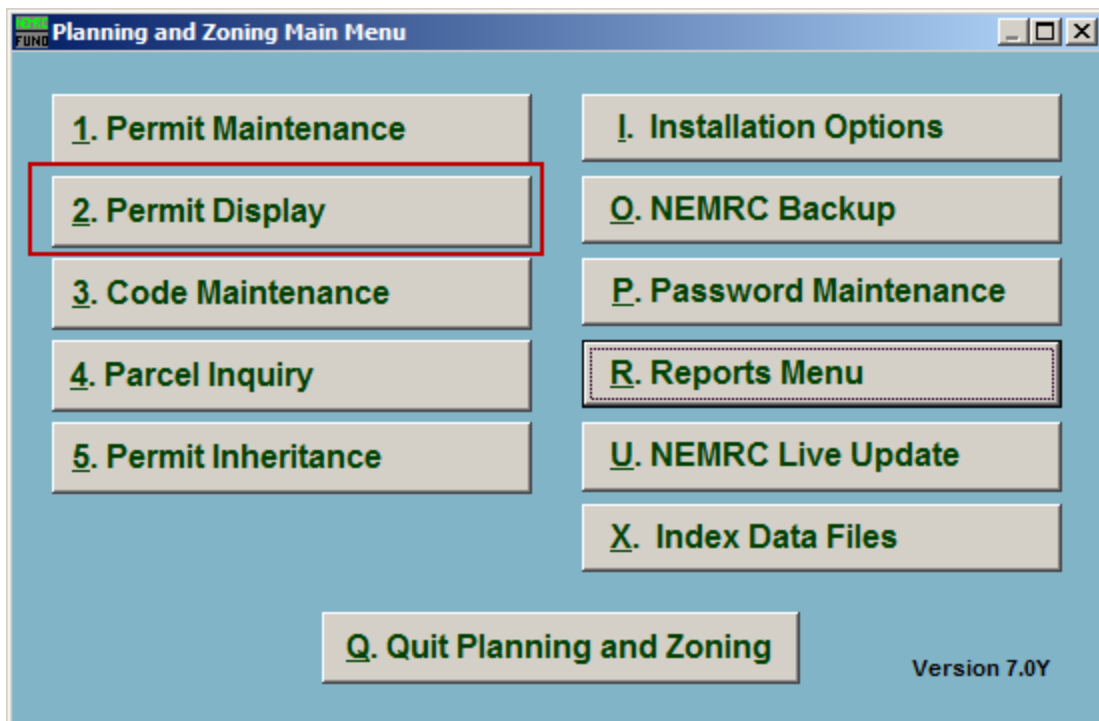 NEMRC
FUND
Planning and Zoning Main Menu
1. Permit Maintenance
2. Permit Display
3. Code Maintenance
4. Parcel Inquiry
5. Permit Inheritance
I. Installation Options
O. NEMRC Backup
P. Password Maintenance
R. Reports Menu
U. NEMRC Live Update
X. Index Data Files
Q. Quit Planning and Zoning
Version 7.0Y